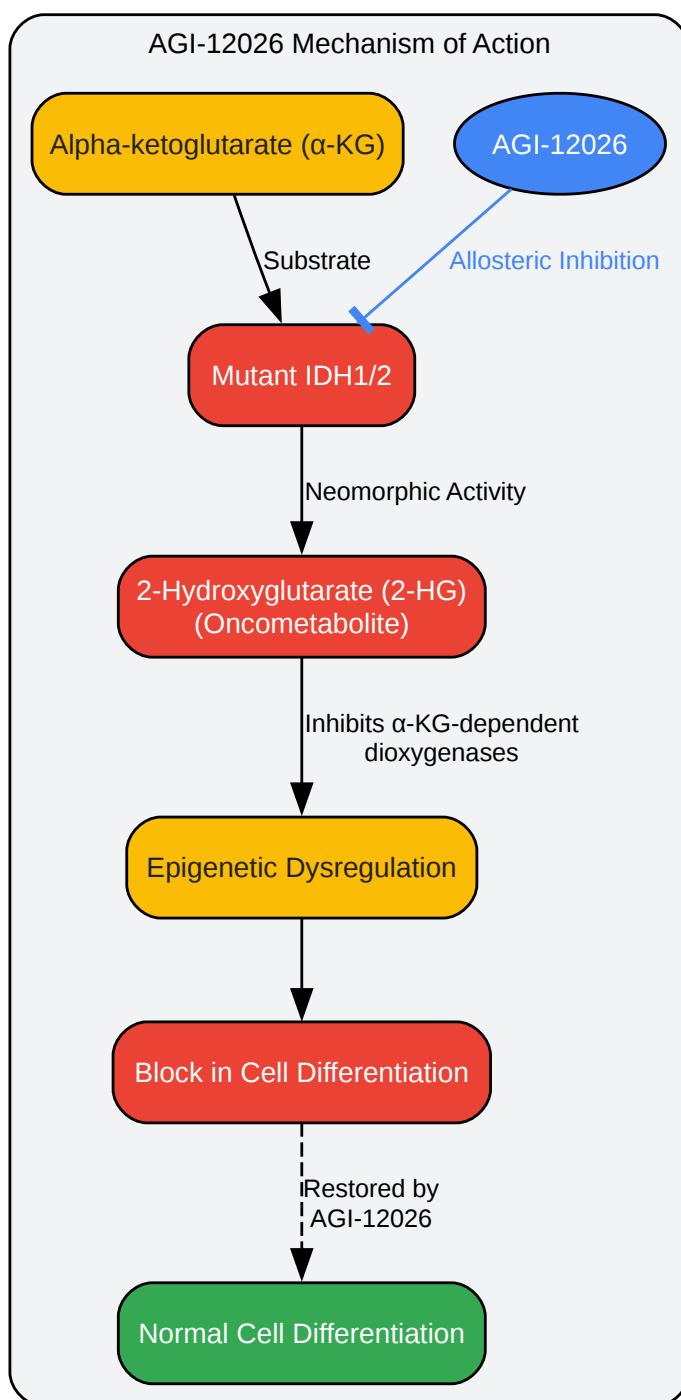 AGI-12026 Mechanism of Action
Alpha-ketoglutarate (α-KG)
AGI-12026
Substrate
Allosteric Inhibition
Mutant IDH1/2
Neomorphic Activity
2-Hydroxyglutarate (2-HG)
(Oncometabolite)
Inhibits α-KG-dependent
dioxygenases
Epigenetic Dysregulation
Block in Cell Differentiation
Restored by
AGI-12026
Normal Cell Differentiation